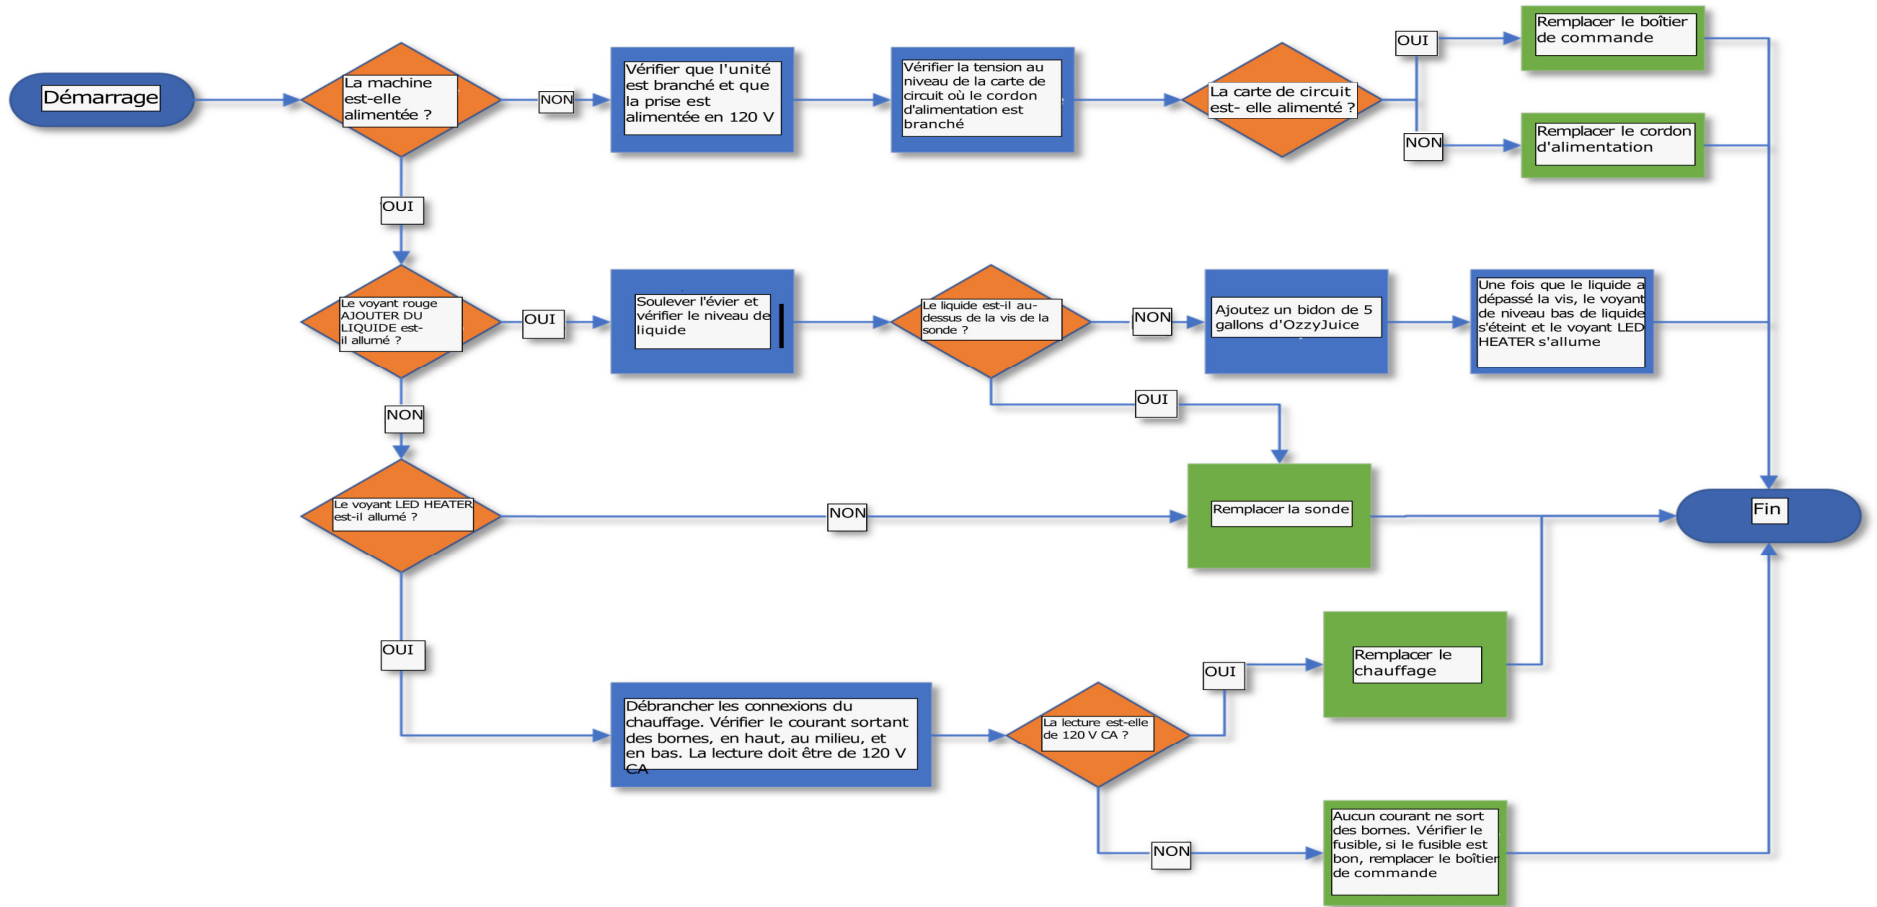 Démarrage
La machine
est-elle
alimentée ?
NON
Vérifier que l'unité
est branché et que
la prise est
alimentée en 120 V
Vérifier la tension au
niveau de la carte de
circuit où le cordon
d'alimentation est
branché
La carte de circuit
est- elle alimenté ?
OUI
Remplacer le boîtier
de commande
NON
Remplacer le cordon
d'alimentation
OUI
Le voyant rouge
AJOUTER DU
LIQUIDE est-
il allumé ?
OUI
Soulever l'évier et
vérifier le niveau de
liquide
Le liquide est-il au-
dessus de la vis de la
sonde ?
NON
Ajoutez un bidon de 5
gallons d'OzzyJuice
Une fois que le liquide a
dépassé la vis, le voyant
de niveau bas de liquide
s'éteint et le voyant LED
HEATER s'allume
OUI
NON
Le voyant LED HEATER
est-il allumé ?
NON
Remplacer la sonde
Fin
OUI
Débrancher les connexions du
chauffage. Vérifier le courant sortant
des bornes, en haut, au milieu, et
en bas. La lecture doit être de 120 V
CA
La lecture est-elle
de 120 V CA ?
OUI
Remplacer le
chauffage
NON
Aucun courant ne sort
des bornes. Vérifier le
fusible, si le fusible est
bon, remplacer le boîtier
de commande